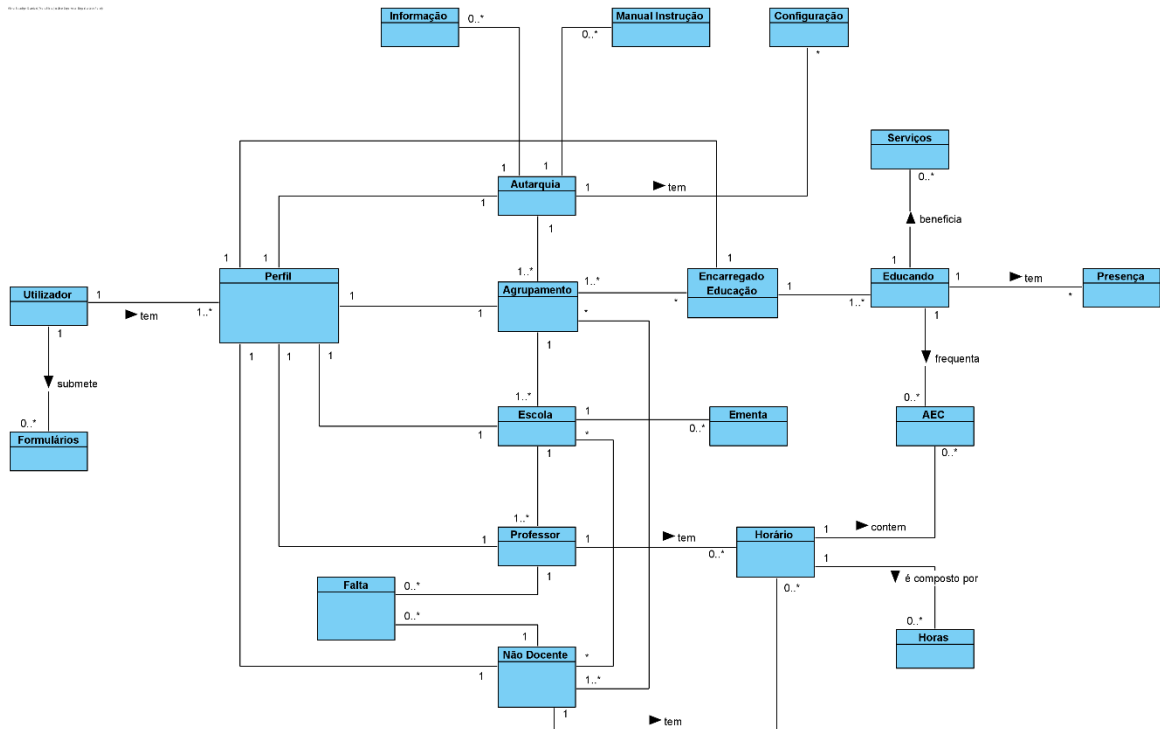 Informação
0..*
Manual Instrução
0..*
Configuração
*
Serviços
0..*
beneficia
1
1
1
Autarquia
1
1
tem
1
1
1
1
Perfil
1
1..*
Agrupamento
1
1
1..*
*
*
Encarregado
Educação
1
1..*
Educando
1
tem
*
Presença
Utilizador
1
tem
1..*
1
submete
0..*
Formulários
1
1
1
1
frequenta
0..*
AEC
0..*
1
1..*
Escola
1
1
*
0..*
Ementa
1
1..*
Professor
1
1
tem
0..*
Horário
1
contem
1
é composto por
0..*
Horas
0..*
1
Falta
0..*
0..*
1
Não Docente
1
*
1..*
1
tem